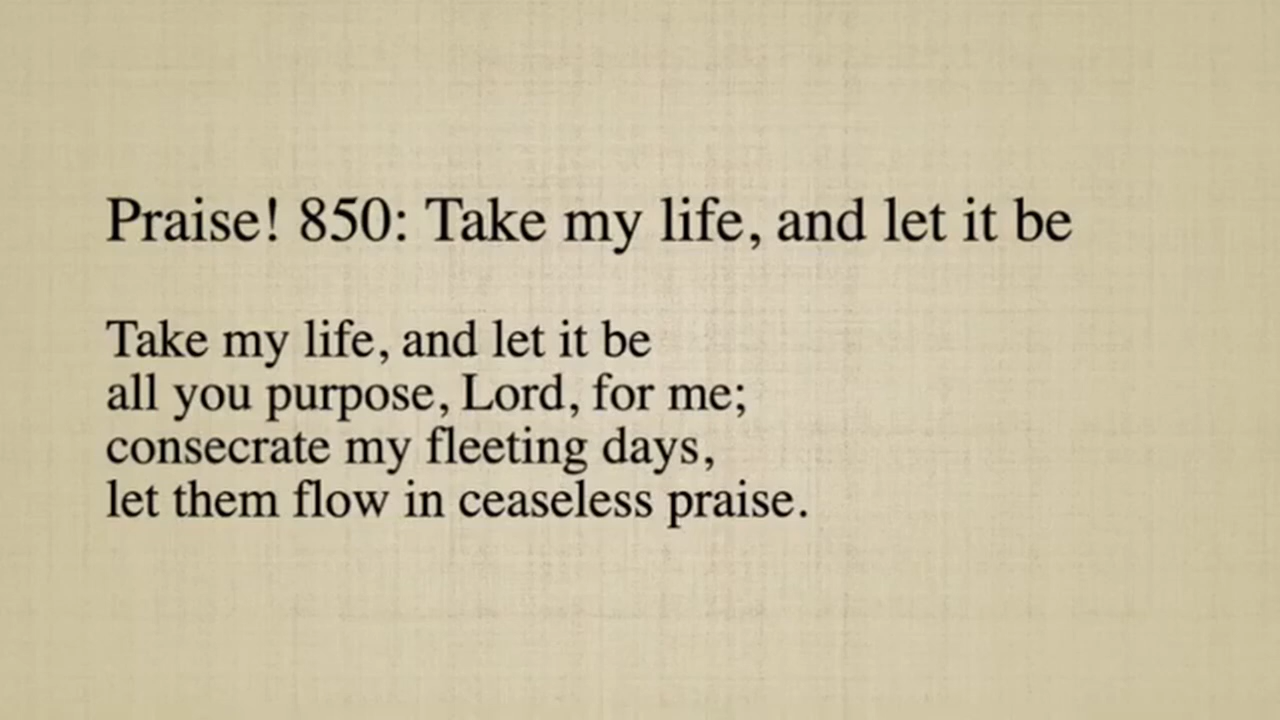 Praise! 850: Take my life, and let it be
Take my life, and let it be
all you purpose, Lord, for me;
consecrate my fleeting days,
let them flow in ceaseless praise.